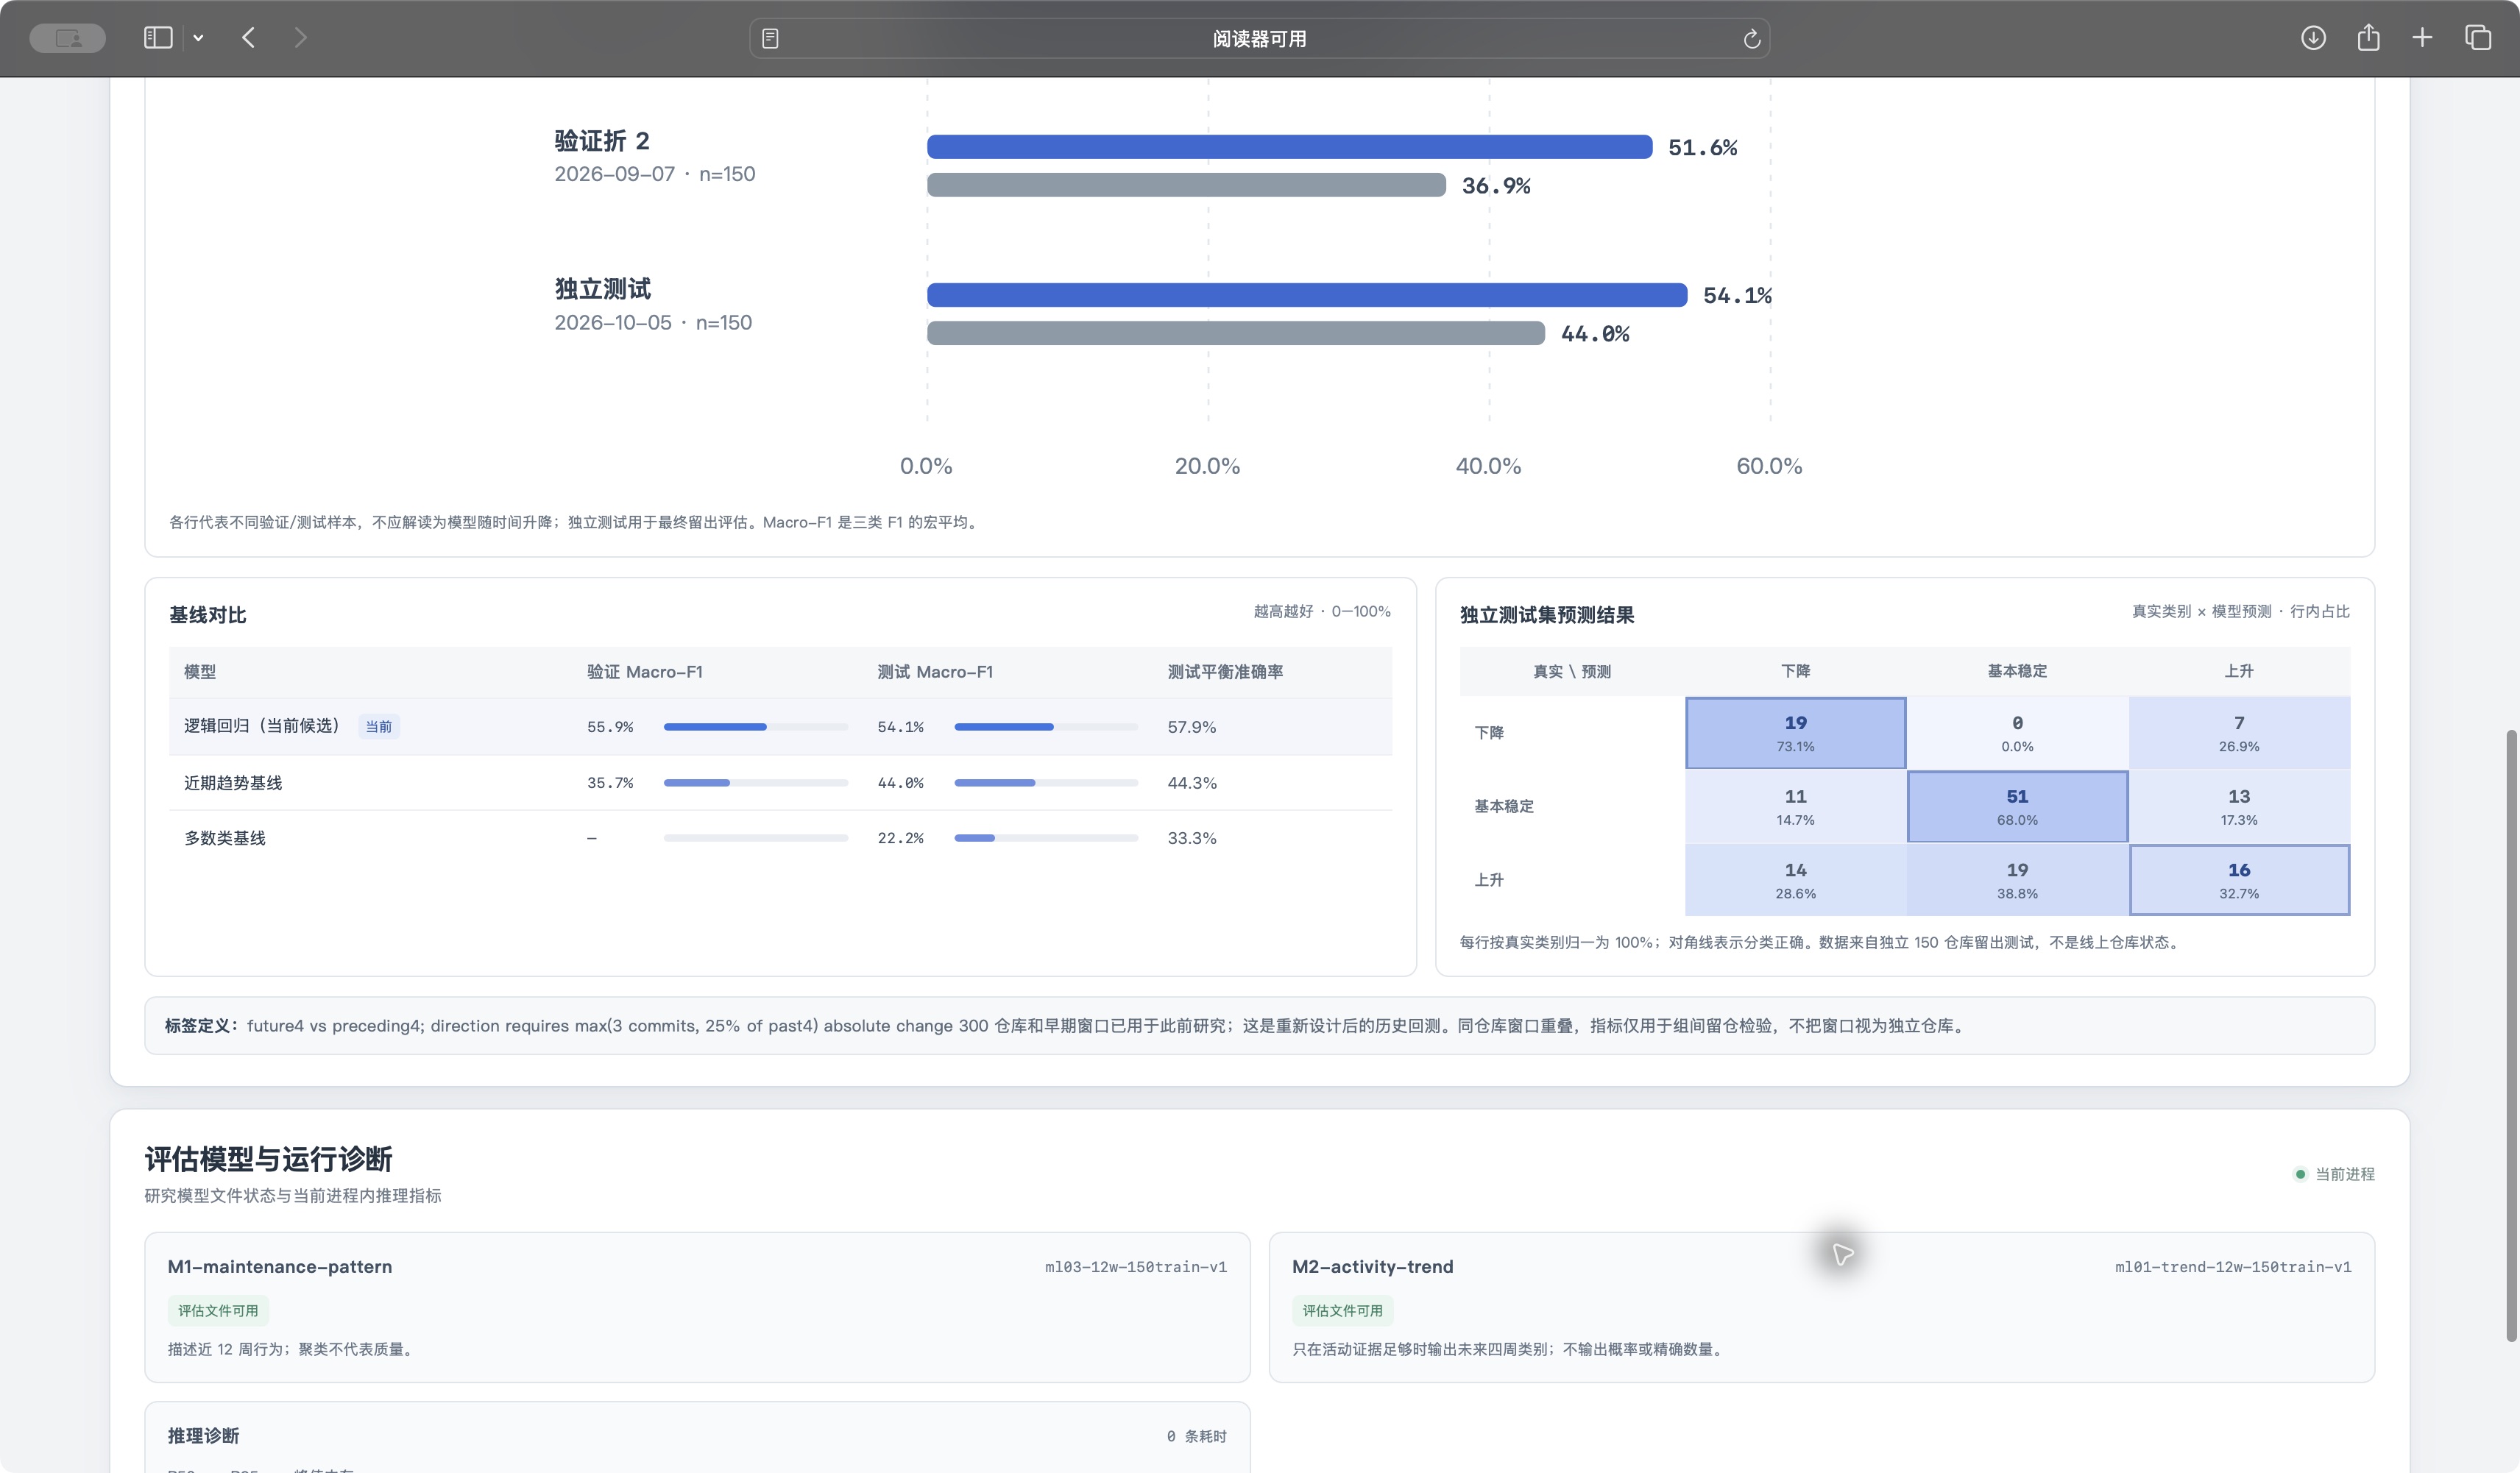 阅读器可用
验证折 2
2026-09-07 · n=150
51.6%
36.9%
独立测试
2026-10-05 · n=150
54.1%
44.0%
0.0% 20.0% 40.0% 60.0%
各行代表不同验证/测试样本，不应解读为模型随时间升降；独立测试用于最终留出评估。Macro-F1 是三类 F1 的宏平均。
基线对比 越高越好 · 0—100%
模型 验证 Macro-F1 测试 Macro-F1 测试平衡准确率
逻辑回归（当前候选） 当前 55.9% 54.1% 57.9%
近期趋势基线 35.7% 44.0% 44.3%
多数类基线 — 22.2% 33.3%
独立测试集预测结果 真实类别 × 模型预测 · 行内占比
真实 \ 预测 下降 基本稳定 上升
下降 19 0 7
73.1% 0.0% 26.9%
基本稳定 11 51 13
14.7% 68.0% 17.3%
上升 14 19 16
28.6% 38.8% 32.7%
每行按真实类别归一为 100%；对角线表示分类正确。数据来自独立 150 仓库留出测试，不是线上仓库状态。
标签定义：future4 vs preceding4; direction requires max(3 commits, 25% of past4) absolute change 300 仓库和早期窗口已用于此前研究；这是重新设计后的历史回测。同仓库窗口重叠，指标仅用于组间留仓检验，不把窗口视为独立仓库。
评估模型与运行诊断
研究模型文件状态与当前进程内推理指标
当前进程
M1-maintenance-pattern ml03-12w-150train-v1
评估文件可用
描述近 12 周行为；聚类不代表质量。
M2-activity-trend ml01-trend-12w-150train-v1
评估文件可用
只在活动证据足够时输出未来四周类别；不输出概率或精确数量。
推理诊断 0 条耗时